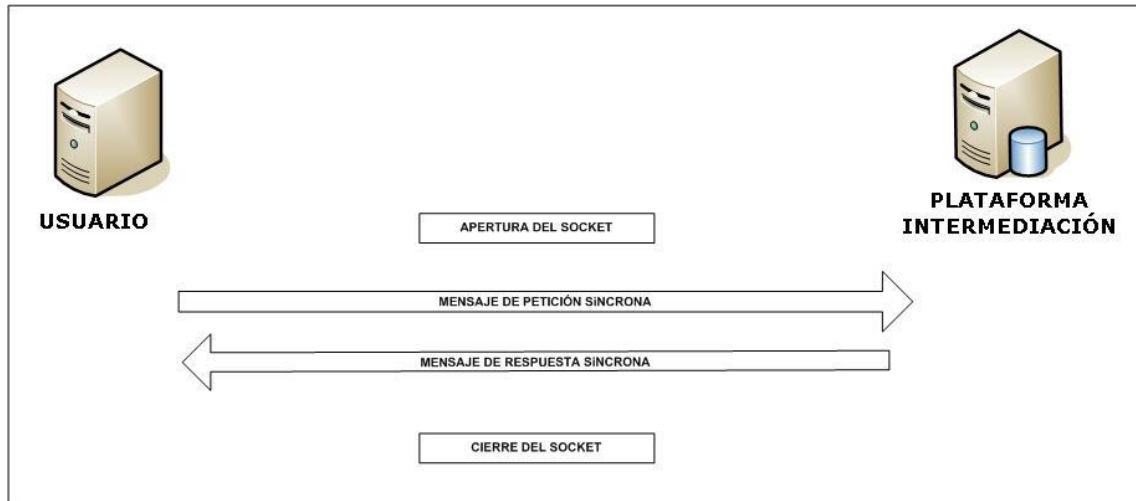 USUARIO
PLATAFORMA
INTERMEDIACIÓN
APERTURA DEL SOCKET
MENSAJE DE PETICIÓN SíNCRONA
MENSAJE DE RESPUESTA SíNCRONA
CIERRE DEL SOCKET